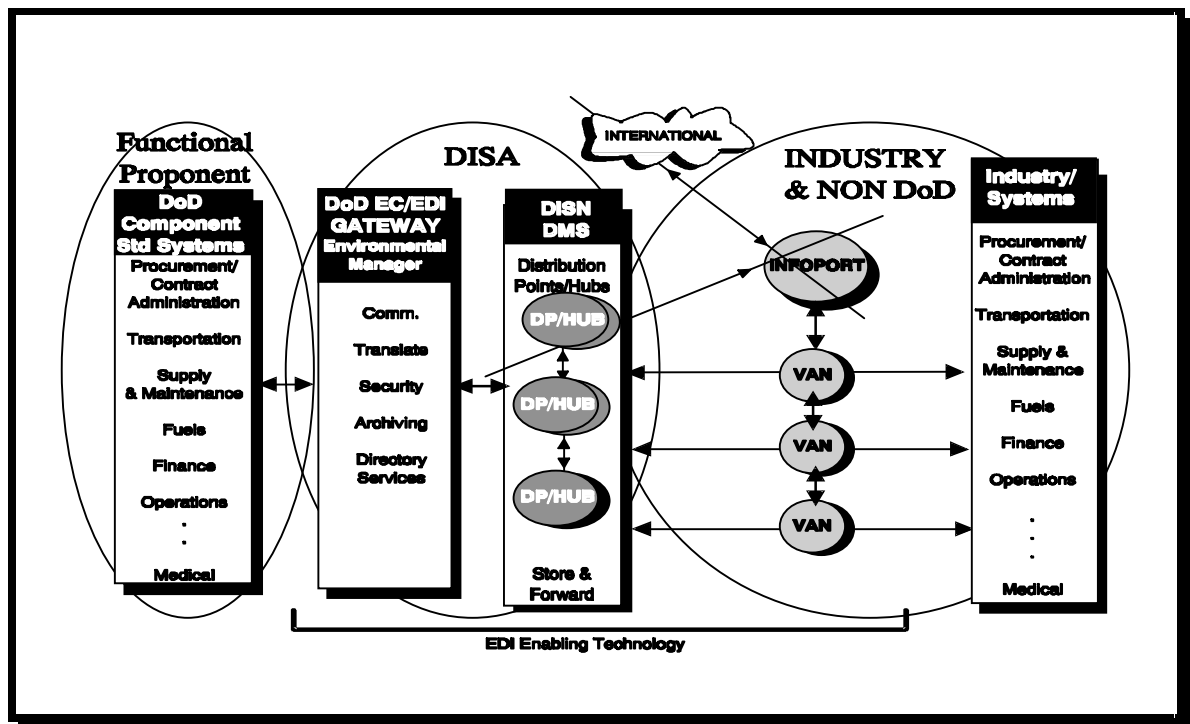 Functional
Proponent
DoD
Component
Std Systems
Procurement/
Contract
Administration
Transportation
Supply
& Maintenance
Fuels
Finance
Operations
.
.
Medical
DISA
DoD EC/EDI
GATEWAY
Environmental
Manager
Comm.
Translate
Security
Archiving
Directory
Services
DISN
DMS
Distribution
Points/Hubs
DP/HUB
DP/HUB
DP/HUB
Store &
Forward
INTERNATIONAL
INDUSTRY
& NON DoD
INFOPORT
VAN
VAN
VAN
Industry/
Systems
Procurement/
Contract
Administration
Transportation
Supply &
Maintenance
Fuels
Finance
Operations
.
.
.
Medical
EDI Enabling Technology